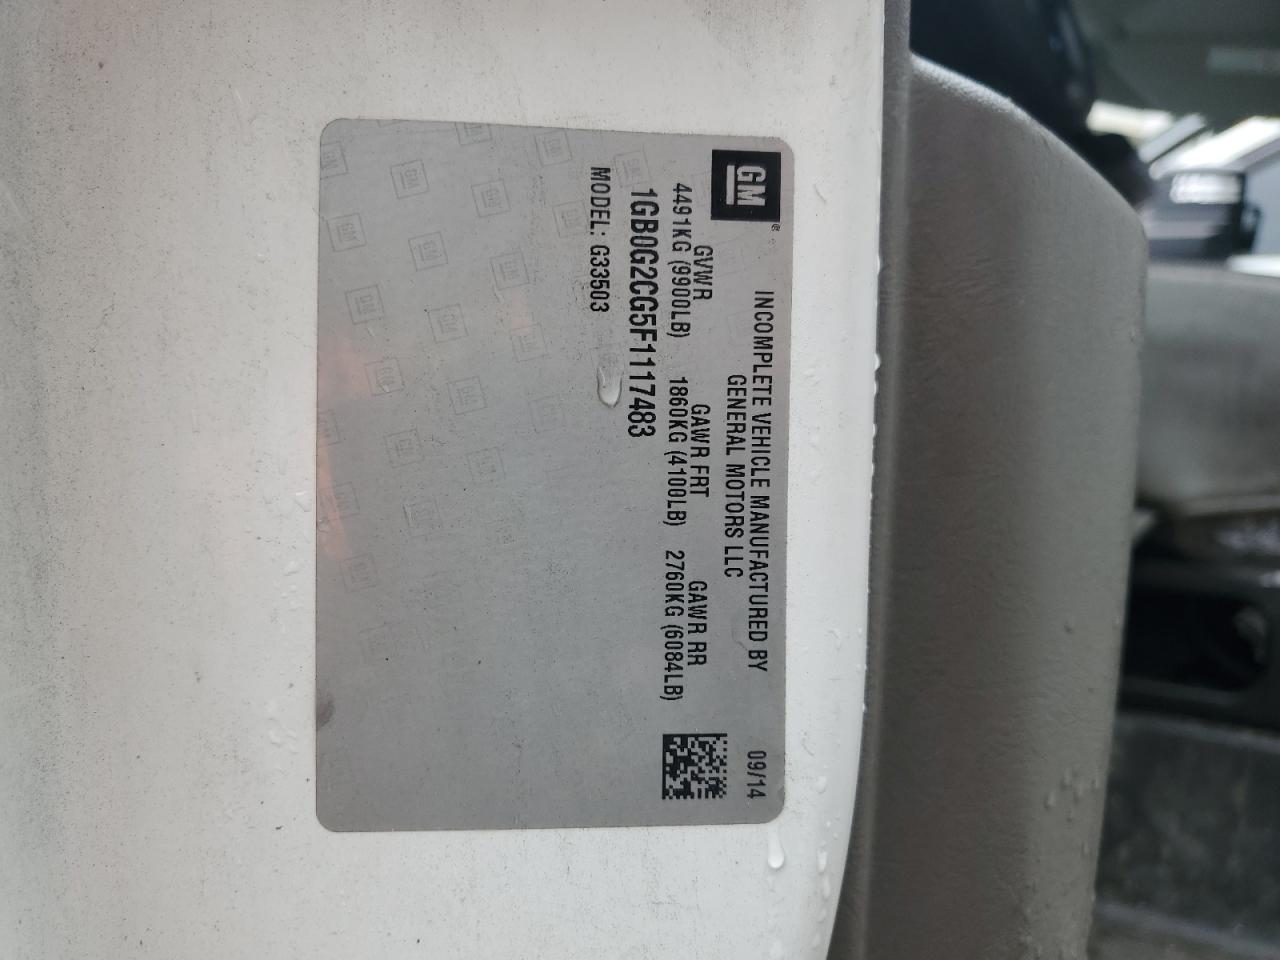 GM®
INCOMPLETE VEHICLE MANUFACTURED BY
GENERAL MOTORS LLC
09/14
GVWR GAWR FRT GAWR RR
4491KG (9900LB) 1860KG (4100LB) 2760KG (6084LB)
1GB0G2CG5F1117483
MODEL: G33503